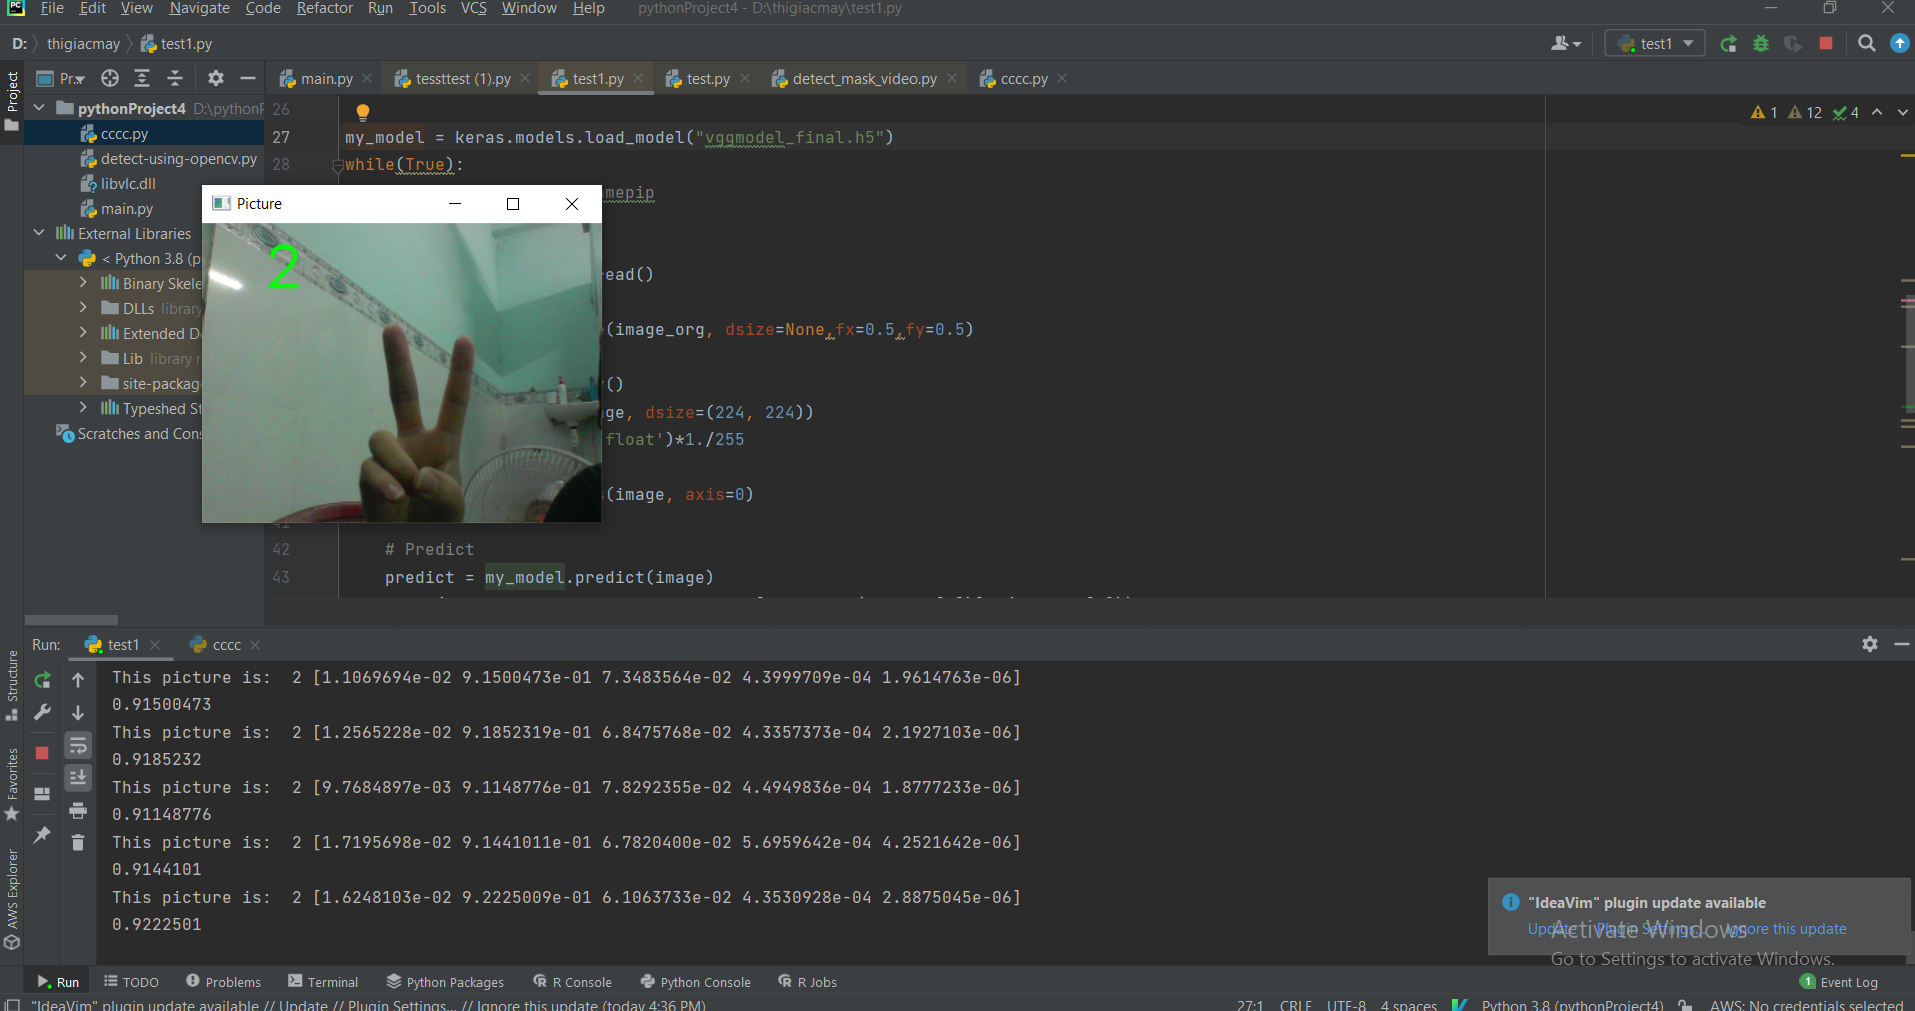 File Edit View Navigate Code Refactor Run Tools VCS Window Help pythonProject4 - D:\thigiacmay\test1.py
D: thigiacmay test1.py test1
Pr... main.py tessttest (1).py test1.py test.py detect_mask_video.py cccc.py
Project
pythonProject4 D:\pythonF
cccc.py
detect-using-opencv.py
libvlc.dll
main.py
External Libraries
< Python 3.8 (p
Binary Skele
DLLs library
Extended D
Lib library r
site-packag
Typeshed St
Scratches and Con
26
27 my_model = keras.models.load_model("vggmodel_final.h5")
28 while(True):
1 12 4
Picture
2
mepip
ead()
(image_org, dsize=None,fx=0.5,fy=0.5)
()
ge, dsize=(224, 224))
float')*1./255
(image, axis=0)
41
42 # Predict
43 predict = my_model.predict(image)
Run: test1 cccc
This picture is: 2 [1.1069694e-02 9.1500473e-01 7.3483564e-02 4.3999709e-04 1.9614763e-06]
0.91500473
This picture is: 2 [1.2565228e-02 9.1852319e-01 6.8475768e-02 4.3357373e-04 2.1927103e-06]
0.9185232
This picture is: 2 [9.7684897e-03 9.1148776e-01 7.8292355e-02 4.4949836e-04 1.8777233e-06]
0.91148776
This picture is: 2 [1.7195698e-02 9.1441011e-01 6.7820400e-02 5.6959642e-04 4.2521642e-06]
0.9144101
This picture is: 2 [1.6248103e-02 9.2225009e-01 6.1063733e-02 4.3530928e-04 2.8875045e-06]
0.9222501
Structure
Favorites
AWS Explorer
"IdeaVim" plugin update available
Update Plugin Settings... Ignore this update
Activate Windows
Go to Settings to activate Windows.
Run TODO Problems Terminal Python Packages R Console Python Console R Jobs 1 Event Log
"IdeaVim" plugin update available // Update // Plugin Settings... // Ignore this update (today 4:36 PM) 27:1 CRLF UTF-8 4 spaces Python 3.8 (pythonProject4) AWS: No credentials selected